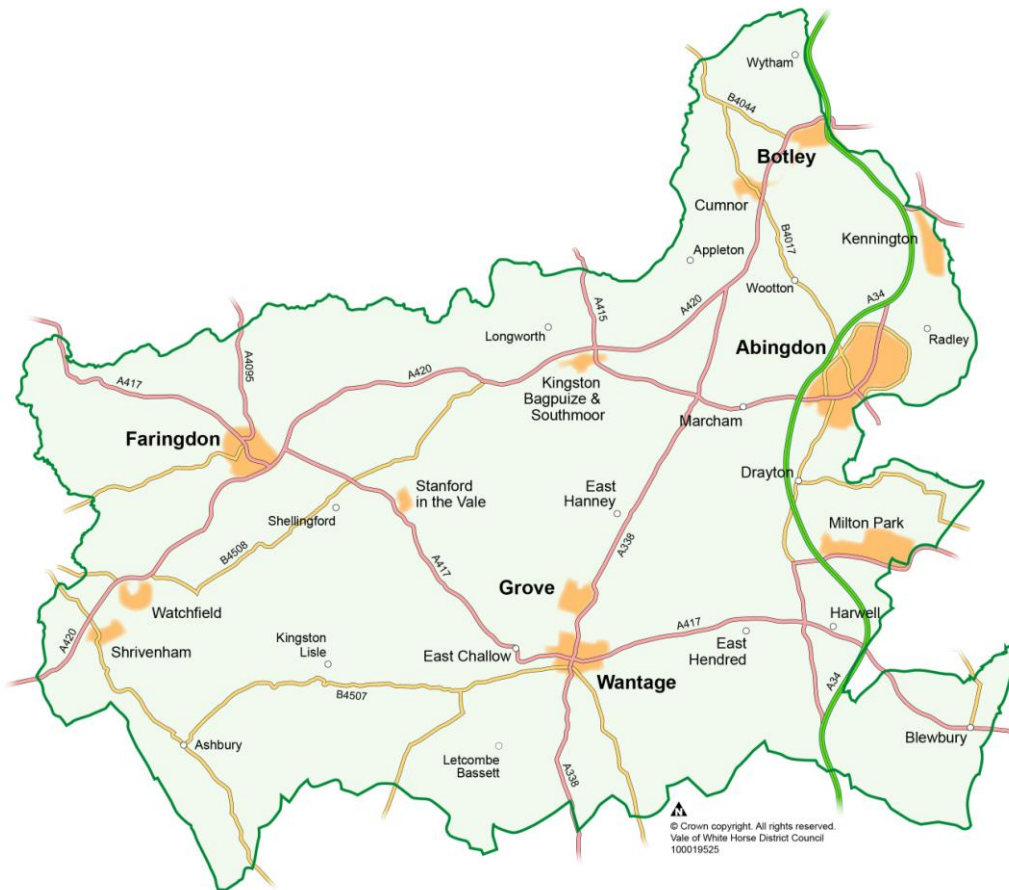 Wytham
B4044
Botley
Cumnor
B4017
Kennington
Appleton
Wootton
A34
A415
A420
Longworth
Abingdon
Radley
A4095
A417
A420
Kingston
Bagpuize &
Southmoor
Marcham
Faringdon
Stanford
in the Vale
East
Hanney
Drayton
Shellingford
Milton Park
A338
B4508
A417
Grove
Watchfield
Harwell
A417
A420
Shrivenham
Kingston
Lisle
East Challow
East
Hendred
Wantage
A34
B4507
Ashbury
Letcombe
Bassett
A338
Blewbury
N
© Crown copyright. All rights reserved.
Vale of White Horse District Council
100019525